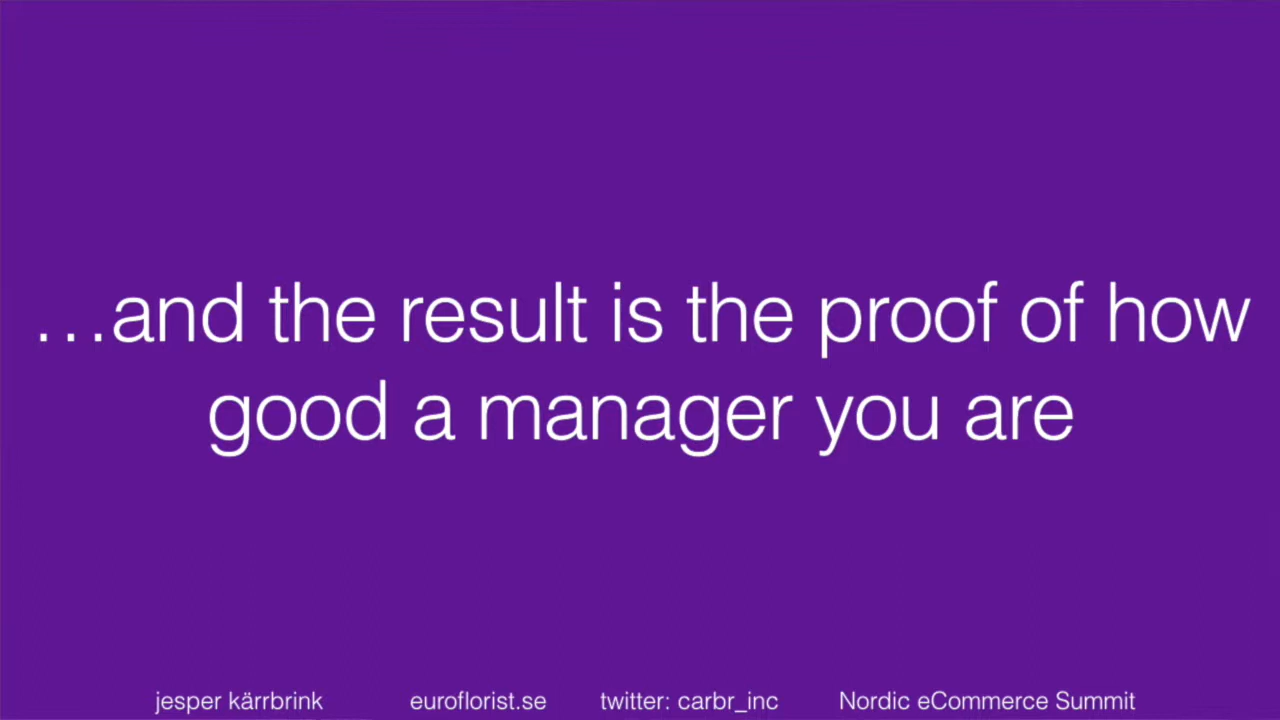 …and the result is the proof of how
good a manager you are
jesper kärrbrink euroflorist.se twitter: carbr_inc Nordic eCommerce Summit